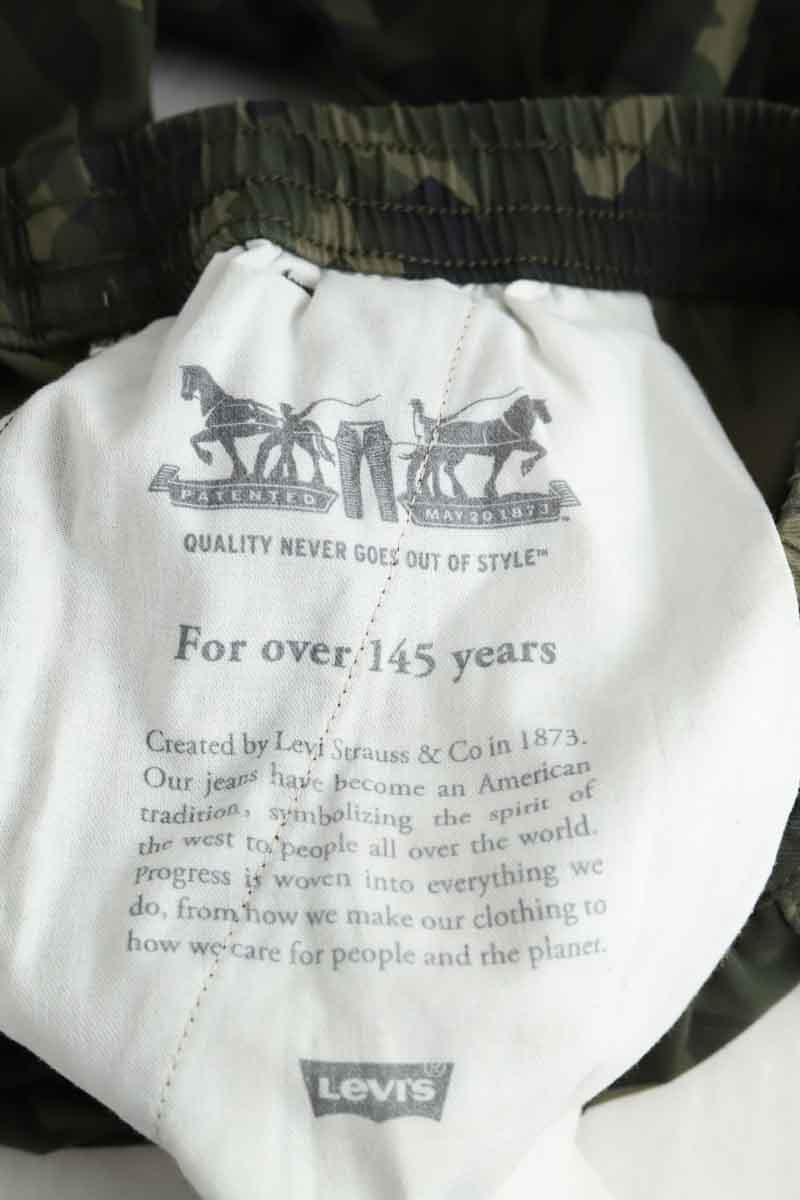 PATENTED
MAY 20 1873 ™
QUALITY NEVER GOES OUT OF STYLE™
For over 145 years
Created by Levi Strauss & Co in 1873.
Our jeans have become an American
tradition, symbolizing the spirit of
the west to people all over the world.
Progress is woven into everything we
do, from how we make our clothing to
how we care for people and the planet.
Levi's®